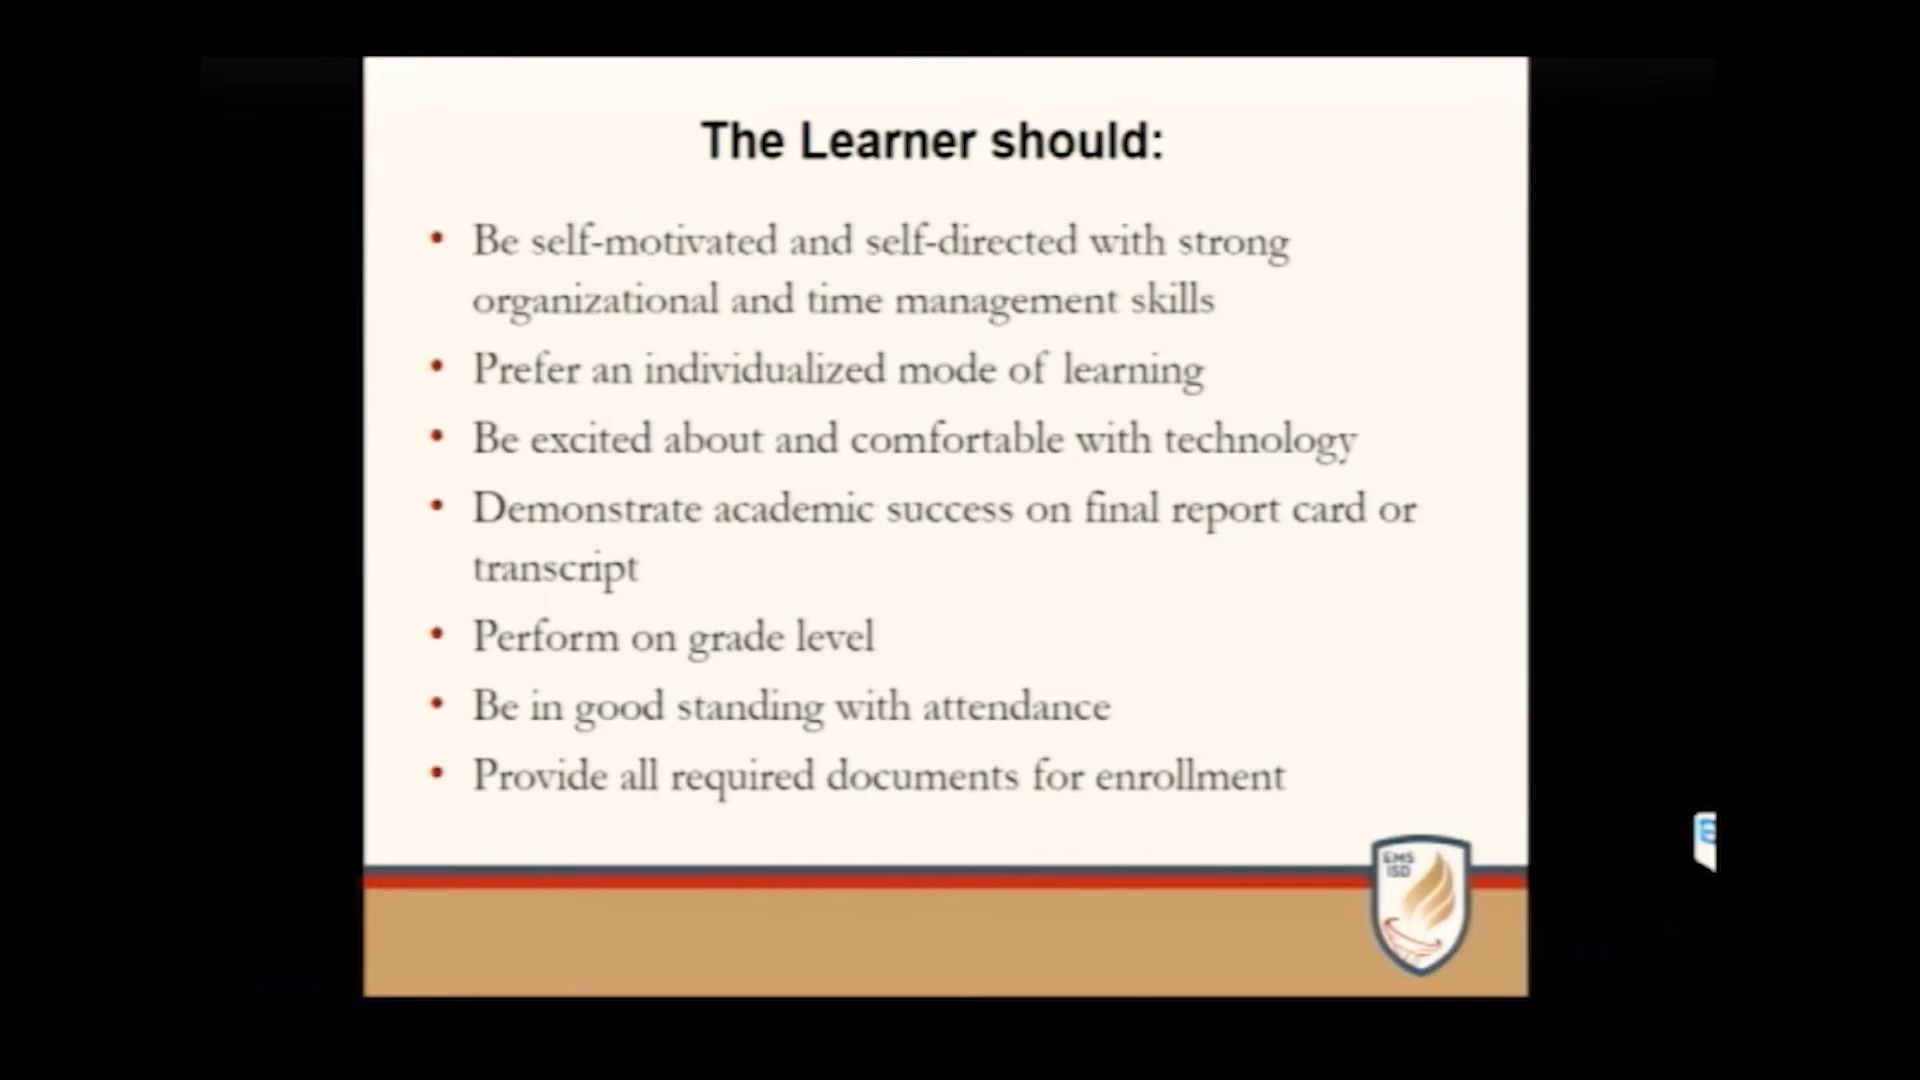 The Learner should:
• Be self-motivated and self-directed with strong
organizational and time management skills
• Prefer an individualized mode of learning
• Be excited about and comfortable with technology
• Demonstrate academic success on final report card or
transcript
• Perform on grade level
• Be in good standing with attendance
• Provide all required documents for enrollment
EMS
ISD